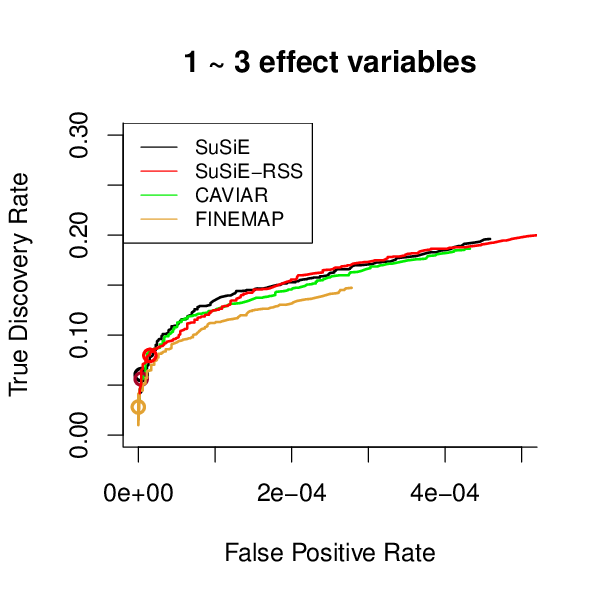 1 ~ 3 effect variables
True Discovery Rate
0.30
0.20
0.10
0.00
SuSiE
SuSiE−RSS
CAVIAR
FINEMAP
0e+00
2e−04
4e−04
False Positive Rate